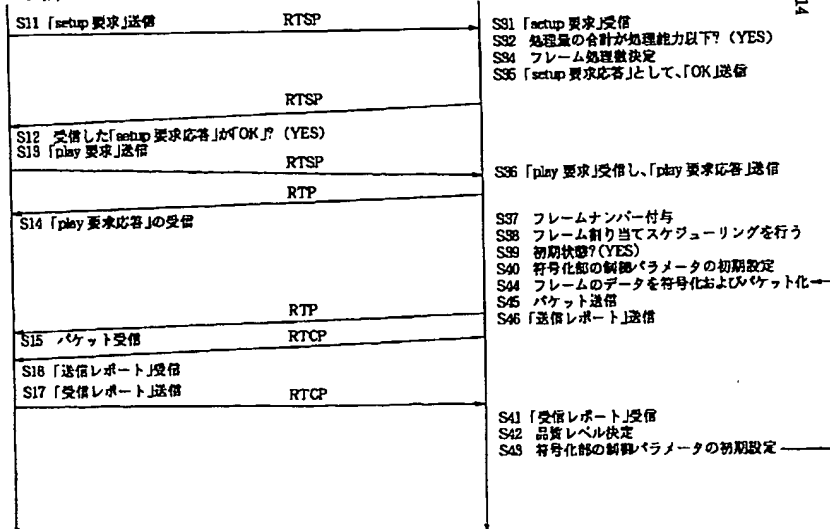 14
S11 「setup 要求」送信
RTSP
S31 「setup 要求」受信
S32 処理量の合計が処理能力以下? (YES)
S34 フレーム処理数決定
S35 「setup 要求応答」として、「OK」送信
RTSP
S12 受信した「setup 要求応答」が「OK」? (YES)
S13 「play 要求」送信
RTSP
S36 「play 要求」受信し、「play 要求応答」送信
RTP
S14 「play 要求応答」の受信
S37 フレームナンバー付与
S38 フレーム割り当てスケジューリングを行う
S39 初期状態? (YES)
S40 符号化部の制御パラメータの初期設定
S44 フレームのデータを符号化およびパケット化
S45 パケット送信
RTP
S46 「送信レポート」送信
S15 パケット受信
RTCP
S16 「送信レポート」受信
S17 「受信レポート」送信
RTCP
S41 「受信レポート」受信
S42 品質レベル決定
S43 符号化部の制御パラメータの初期設定